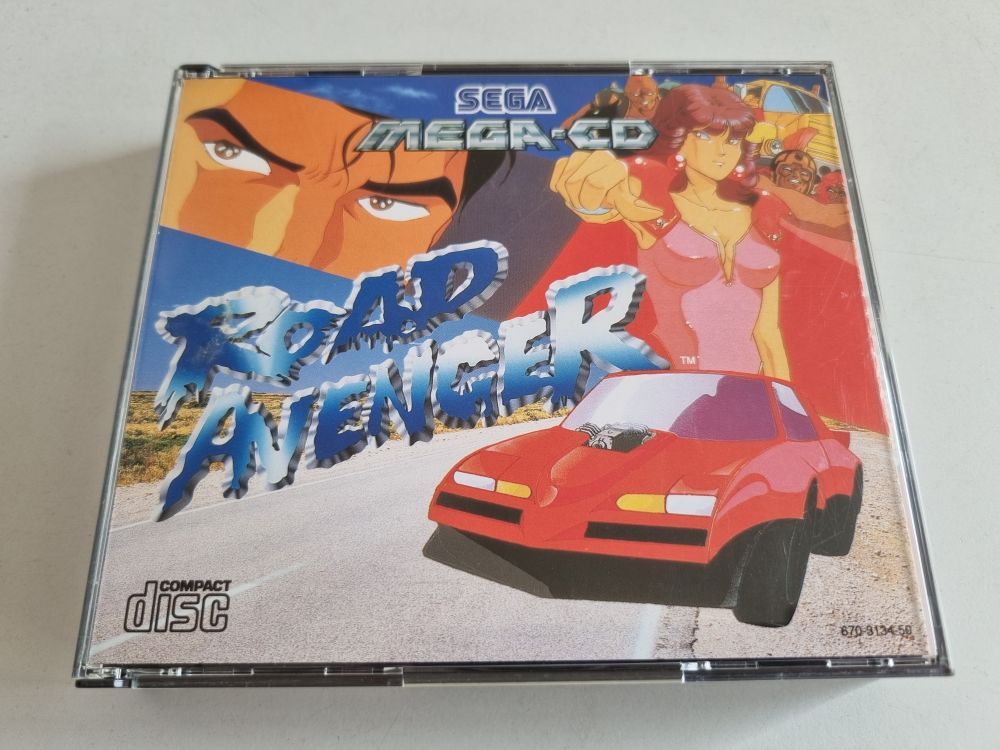 SEGA
MEGA-CD
ROAD
AVENGER
TM
COMPACT
disc
670-3134-50